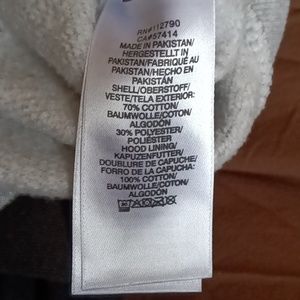 RN#112790
CA#57414
MADE IN PAKISTAN/
HERGESTELLT IN
PAKISTAN/FABRIQUÉ AU
PAKISTAN/HECHO EN
PAKISTÁN
SHELL/OBERSTOFF/
VESTE/TELA EXTERIOR:
70% COTTON/
BAUMWOLLE/COTON/
ALGODÓN
30% POLYESTER/
POLIÉSTER
HOOD LINING/
KAPUZENFUTTER/
DOUBLURE DE CAPUCHE/
FORRO DE LA CAPUCHA:
100% COTTON/
BAUMWOLLE/COTON/
ALGODÓN